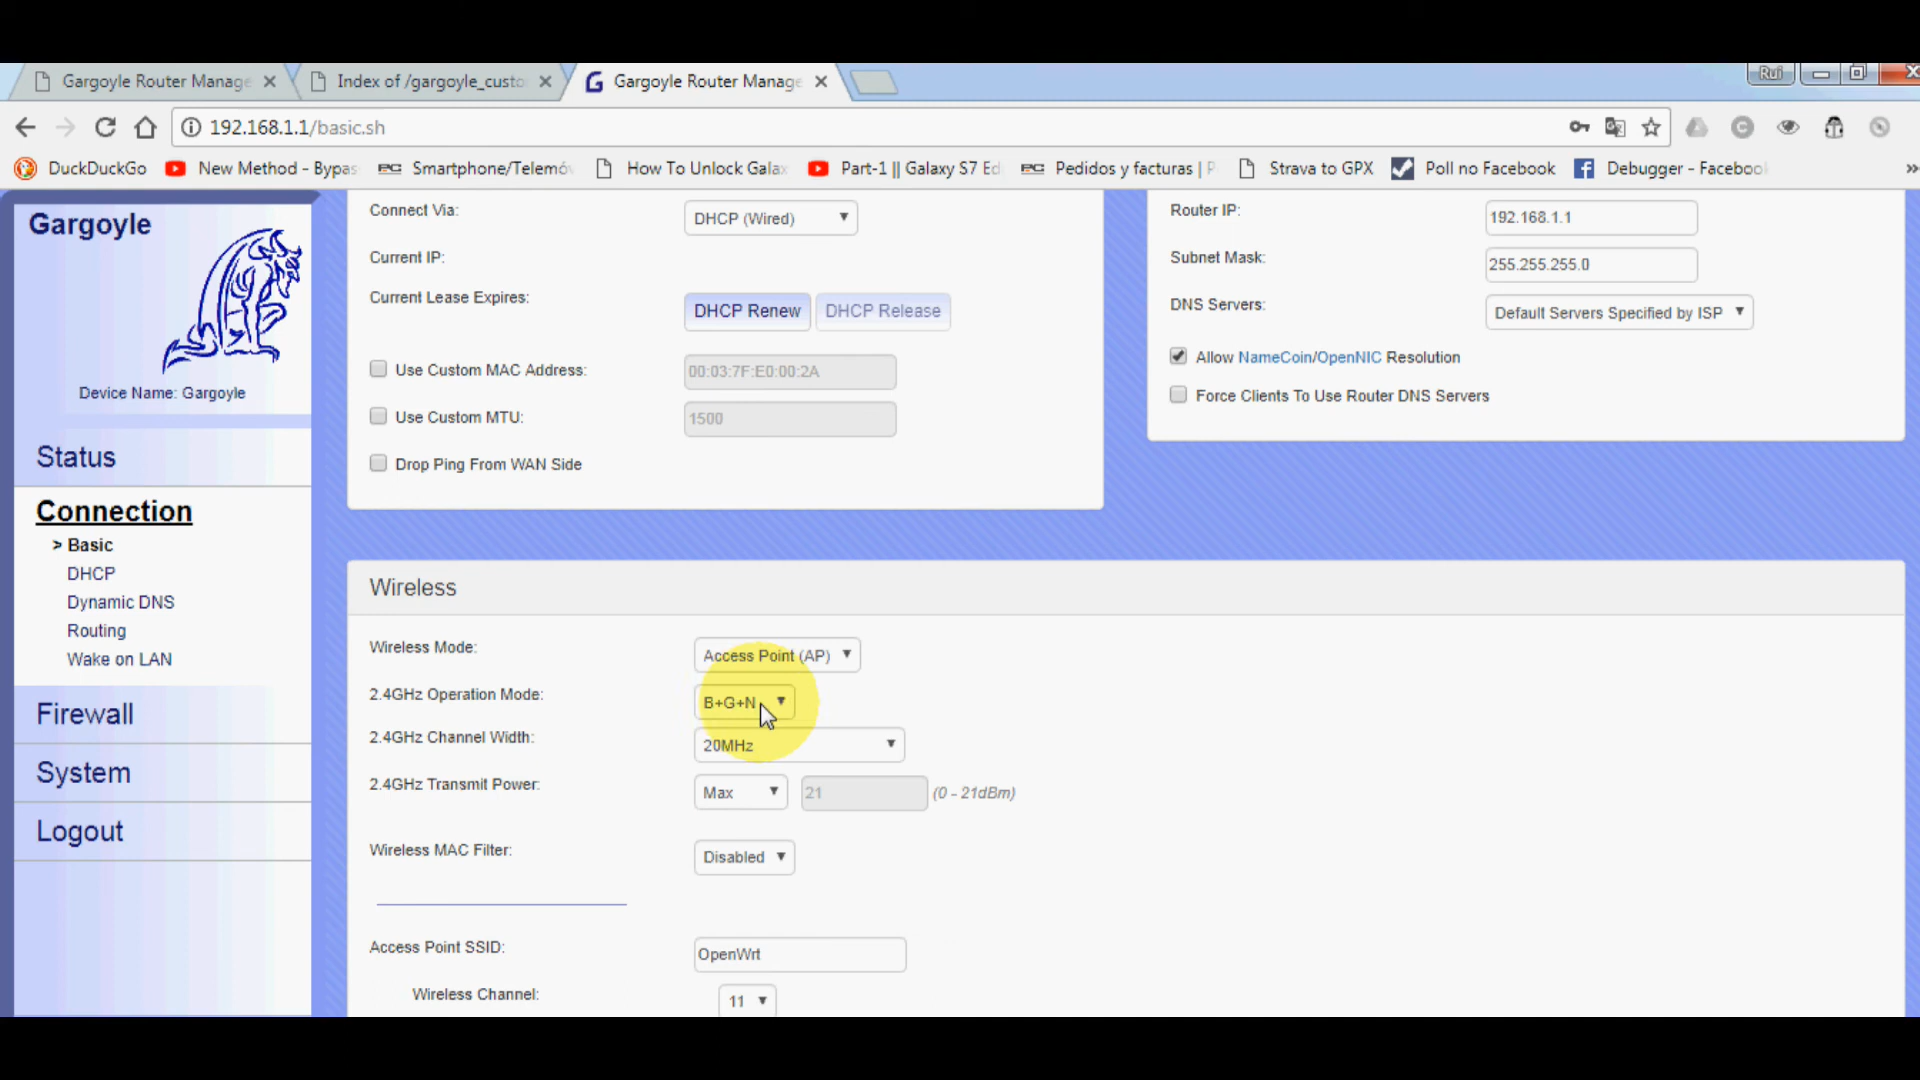 Gargoyle Router Manage
Index of /gargoyle_custo
Gargoyle Router Manage
Rui
192.168.1.1/basic.sh
DuckDuckGo
New Method - Bypas
Smartphone/Telemó
How To Unlock Gala
Part-1 || Galaxy S7 Ed
Pedidos y facturas |
Strava to GPX
Poll no Facebook
Debugger - Facebook
Gargoyle
Device Name: Gargoyle
Status
Connection
> Basic
DHCP
Dynamic DNS
Routing
Wake on LAN
Firewall
System
Logout
Connect Via:
DHCP (Wired)
Current IP:
Current Lease Expires:
DHCP Renew
DHCP Release
Use Custom MAC Address:
00:03:7F:E0:00:2A
Use Custom MTU:
1500
Drop Ping From WAN Side
Router IP:
192.168.1.1
Subnet Mask:
255.255.255.0
DNS Servers:
Default Servers Specified by ISP
Allow NameCoin/OpenNIC Resolution
Force Clients To Use Router DNS Servers
Wireless
Wireless Mode:
Access Point (AP)
2.4GHz Operation Mode:
B+G+N
2.4GHz Channel Width:
20MHz
2.4GHz Transmit Power:
Max
21
(0 - 21dBm)
Wireless MAC Filter:
Disabled
Access Point SSID:
OpenWrt
Wireless Channel:
11